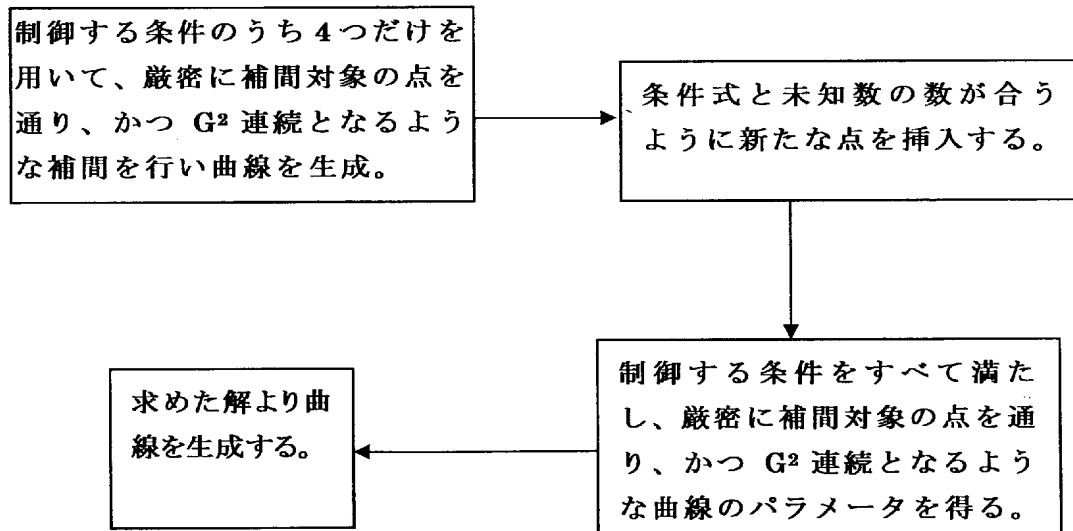 制御する条件のうち4つだけを
用いて、厳密に補間対象の点を
通り、かつ G² 連続となるよう
な補間を行い曲線を生成。
条件式と未知数の数が合う
ように新たな点を挿入する。
制御する条件をすべて満た
し、厳密に補間対象の点を通
り、かつ G² 連続となるよう
な曲線のパラメータを得る。
求めた解より曲
線を生成する。